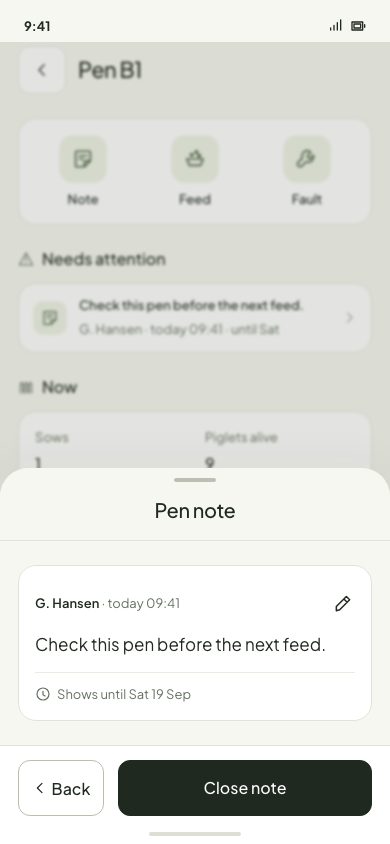 9:41
Pen B1
Note
Feed
Fault
Needs attention
Check this pen before the next feed.
G. Hansen · today 09:41 · until Sat
Now
Sows
Piglets alive
1
9
Pen note
G. Hansen · today 09:41
Check this pen before the next feed.
Shows until Sat 19 Sep
Back
Close note